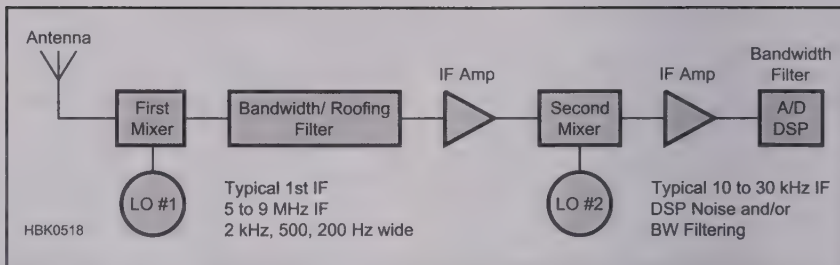 Antenna
First
Mixer
LO #1
Bandwidth/ Roofing
Filter
Typical 1st IF
5 to 9 MHz IF
2 kHz, 500, 200 Hz wide
IF Amp
Second
Mixer
LO #2
IF Amp
Typical 10 to 30 kHz IF
DSP Noise and/or
BW Filtering
Bandwidth
Filter
A/D
DSP
HBK0518